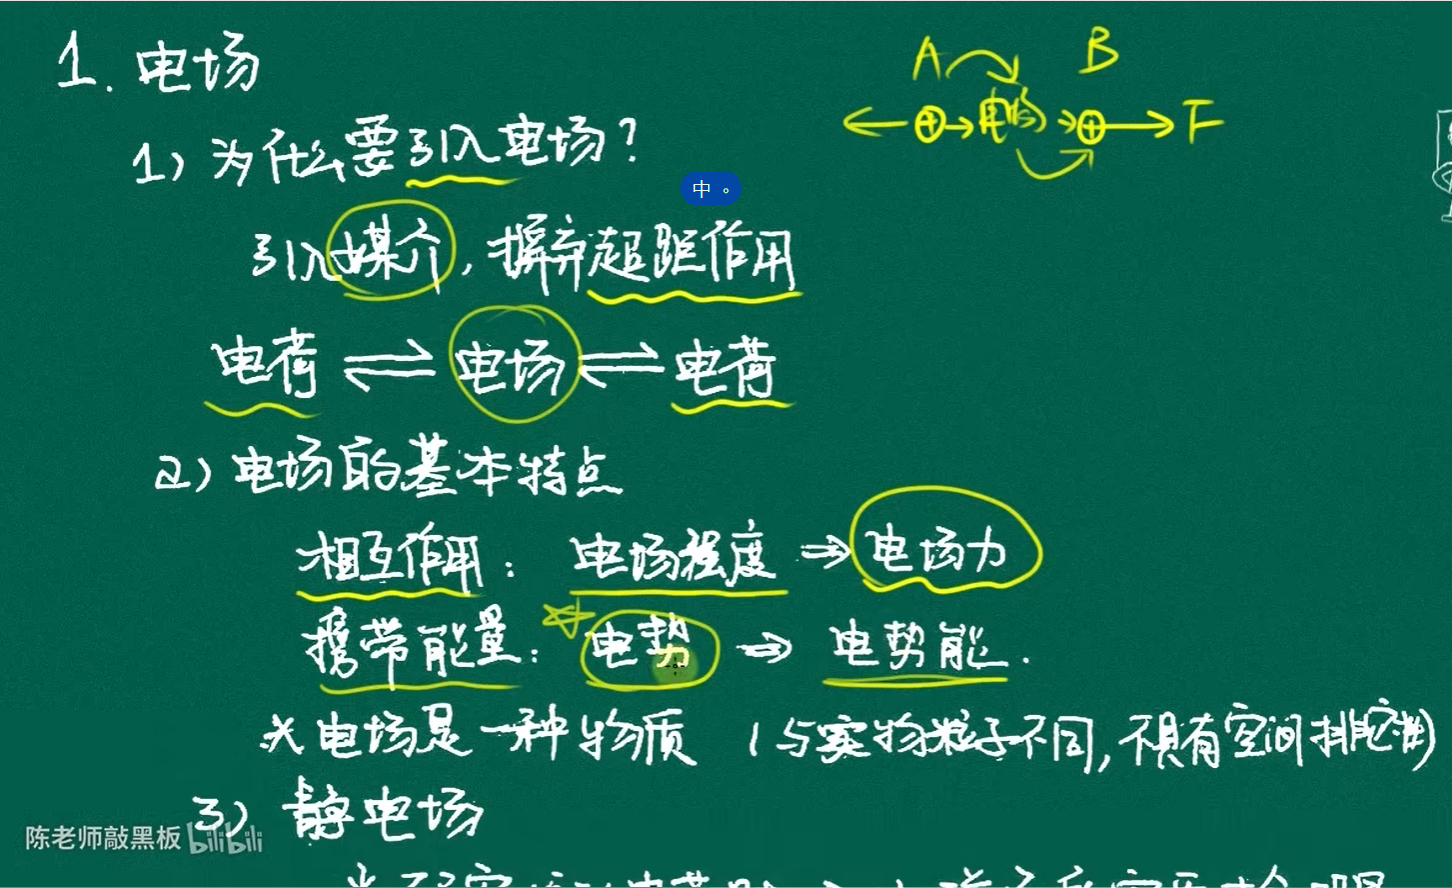 1. 电场
A B
← ⊕ → 电场 → ⊕ → F
1) 为什么要引入电场?
中 。
引入媒介, 摒弃超距作用
电荷 ⇌ 电场 ⇌ 电荷
2) 电场的基本特点
相互作用: 电场强度 → 电场力
携带能量: 电势 → 电势能.
电场是一种物质 (与实物粒子不同, 不具有空间排它性)
3) 静电场
陈老师敲黑板 bilibili